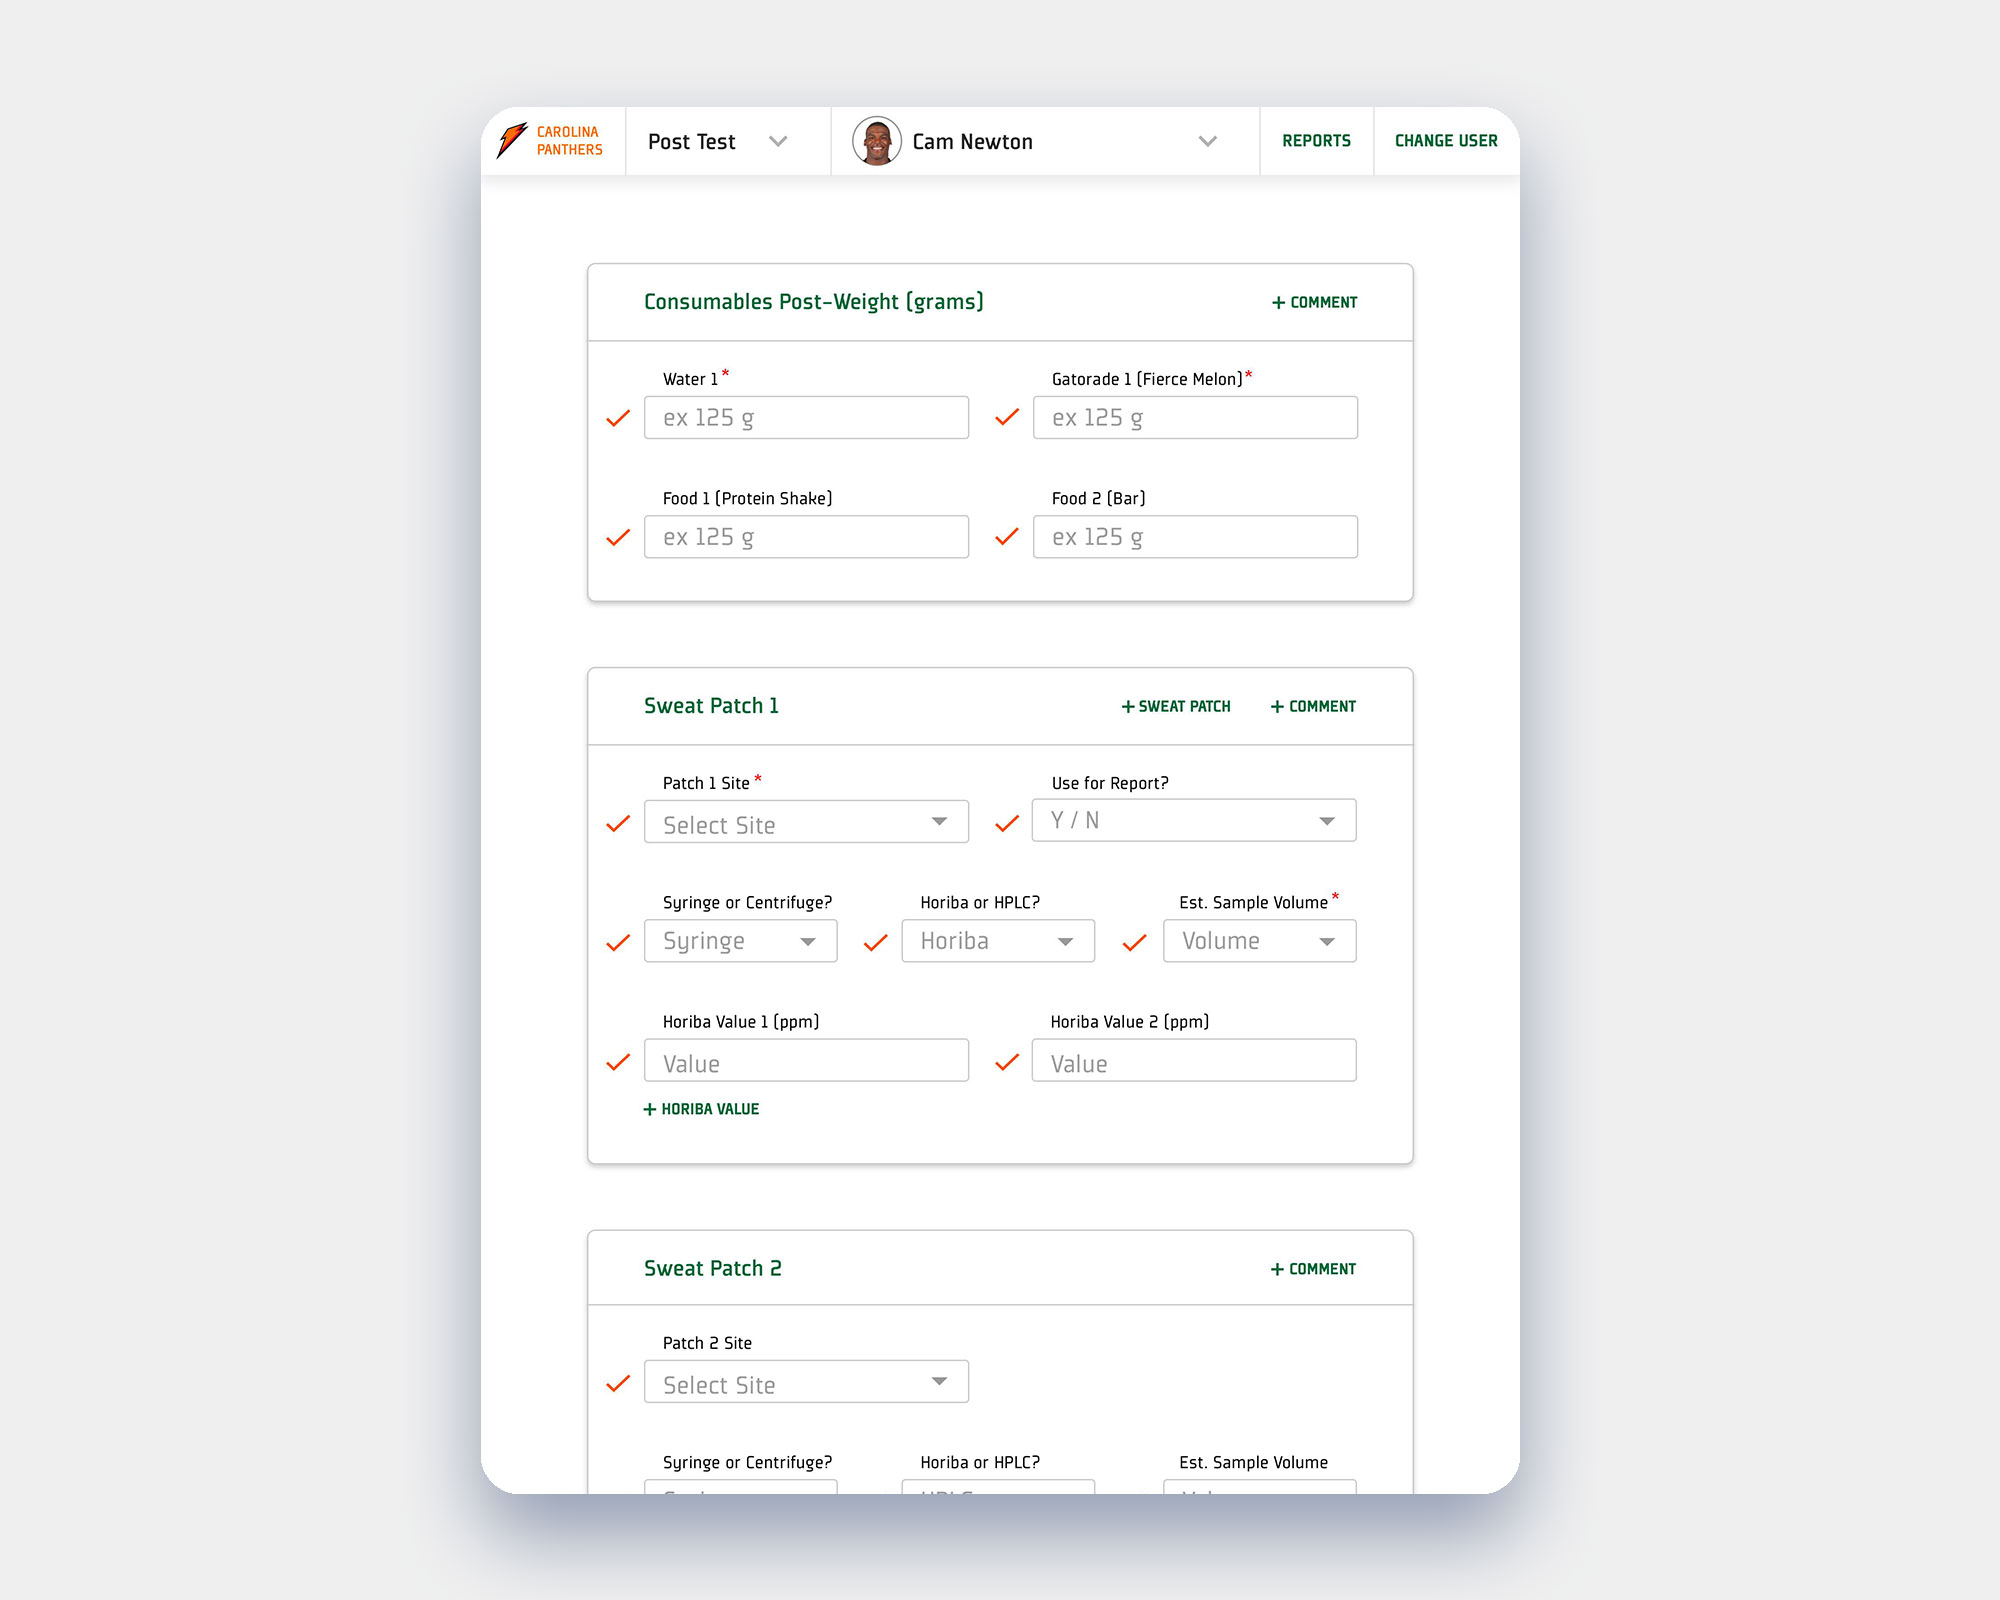 CAROLINA
PANTHERS
Post Test
Cam Newton
REPORTS
CHANGE USER
Consumables Post-Weight (grams)
+ COMMENT
Water 1 *
Gatorade 1 (Fierce Melon)*
ex 125 g
ex 125 g
Food 1 (Protein Shake)
Food 2 (Bar)
ex 125 g
ex 125 g
Sweat Patch 1
+ SWEAT PATCH
+ COMMENT
Patch 1 Site *
Use for Report?
Select Site
Y / N
Syringe or Centrifuge?
Horiba or HPLC?
Est. Sample Volume *
Syringe
Horiba
Volume
Horiba Value 1 (ppm)
Horiba Value 2 (ppm)
Value
Value
+ HORIBA VALUE
Sweat Patch 2
+ COMMENT
Patch 2 Site
Select Site
Syringe or Centrifuge?
Horiba or HPLC?
Est. Sample Volume